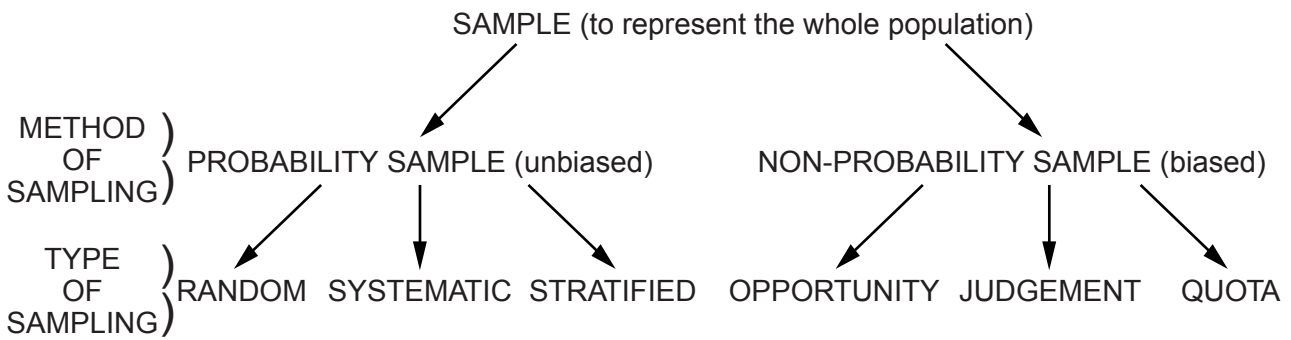 SAMPLE (to represent the whole population)
METHOD
OF
SAMPLING
PROBABILITY SAMPLE (unbiased)
NON-PROBABILITY SAMPLE (biased)
TYPE
OF
SAMPLING
RANDOM SYSTEMATIC STRATIFIED OPPORTUNITY JUDGEMENT QUOTA